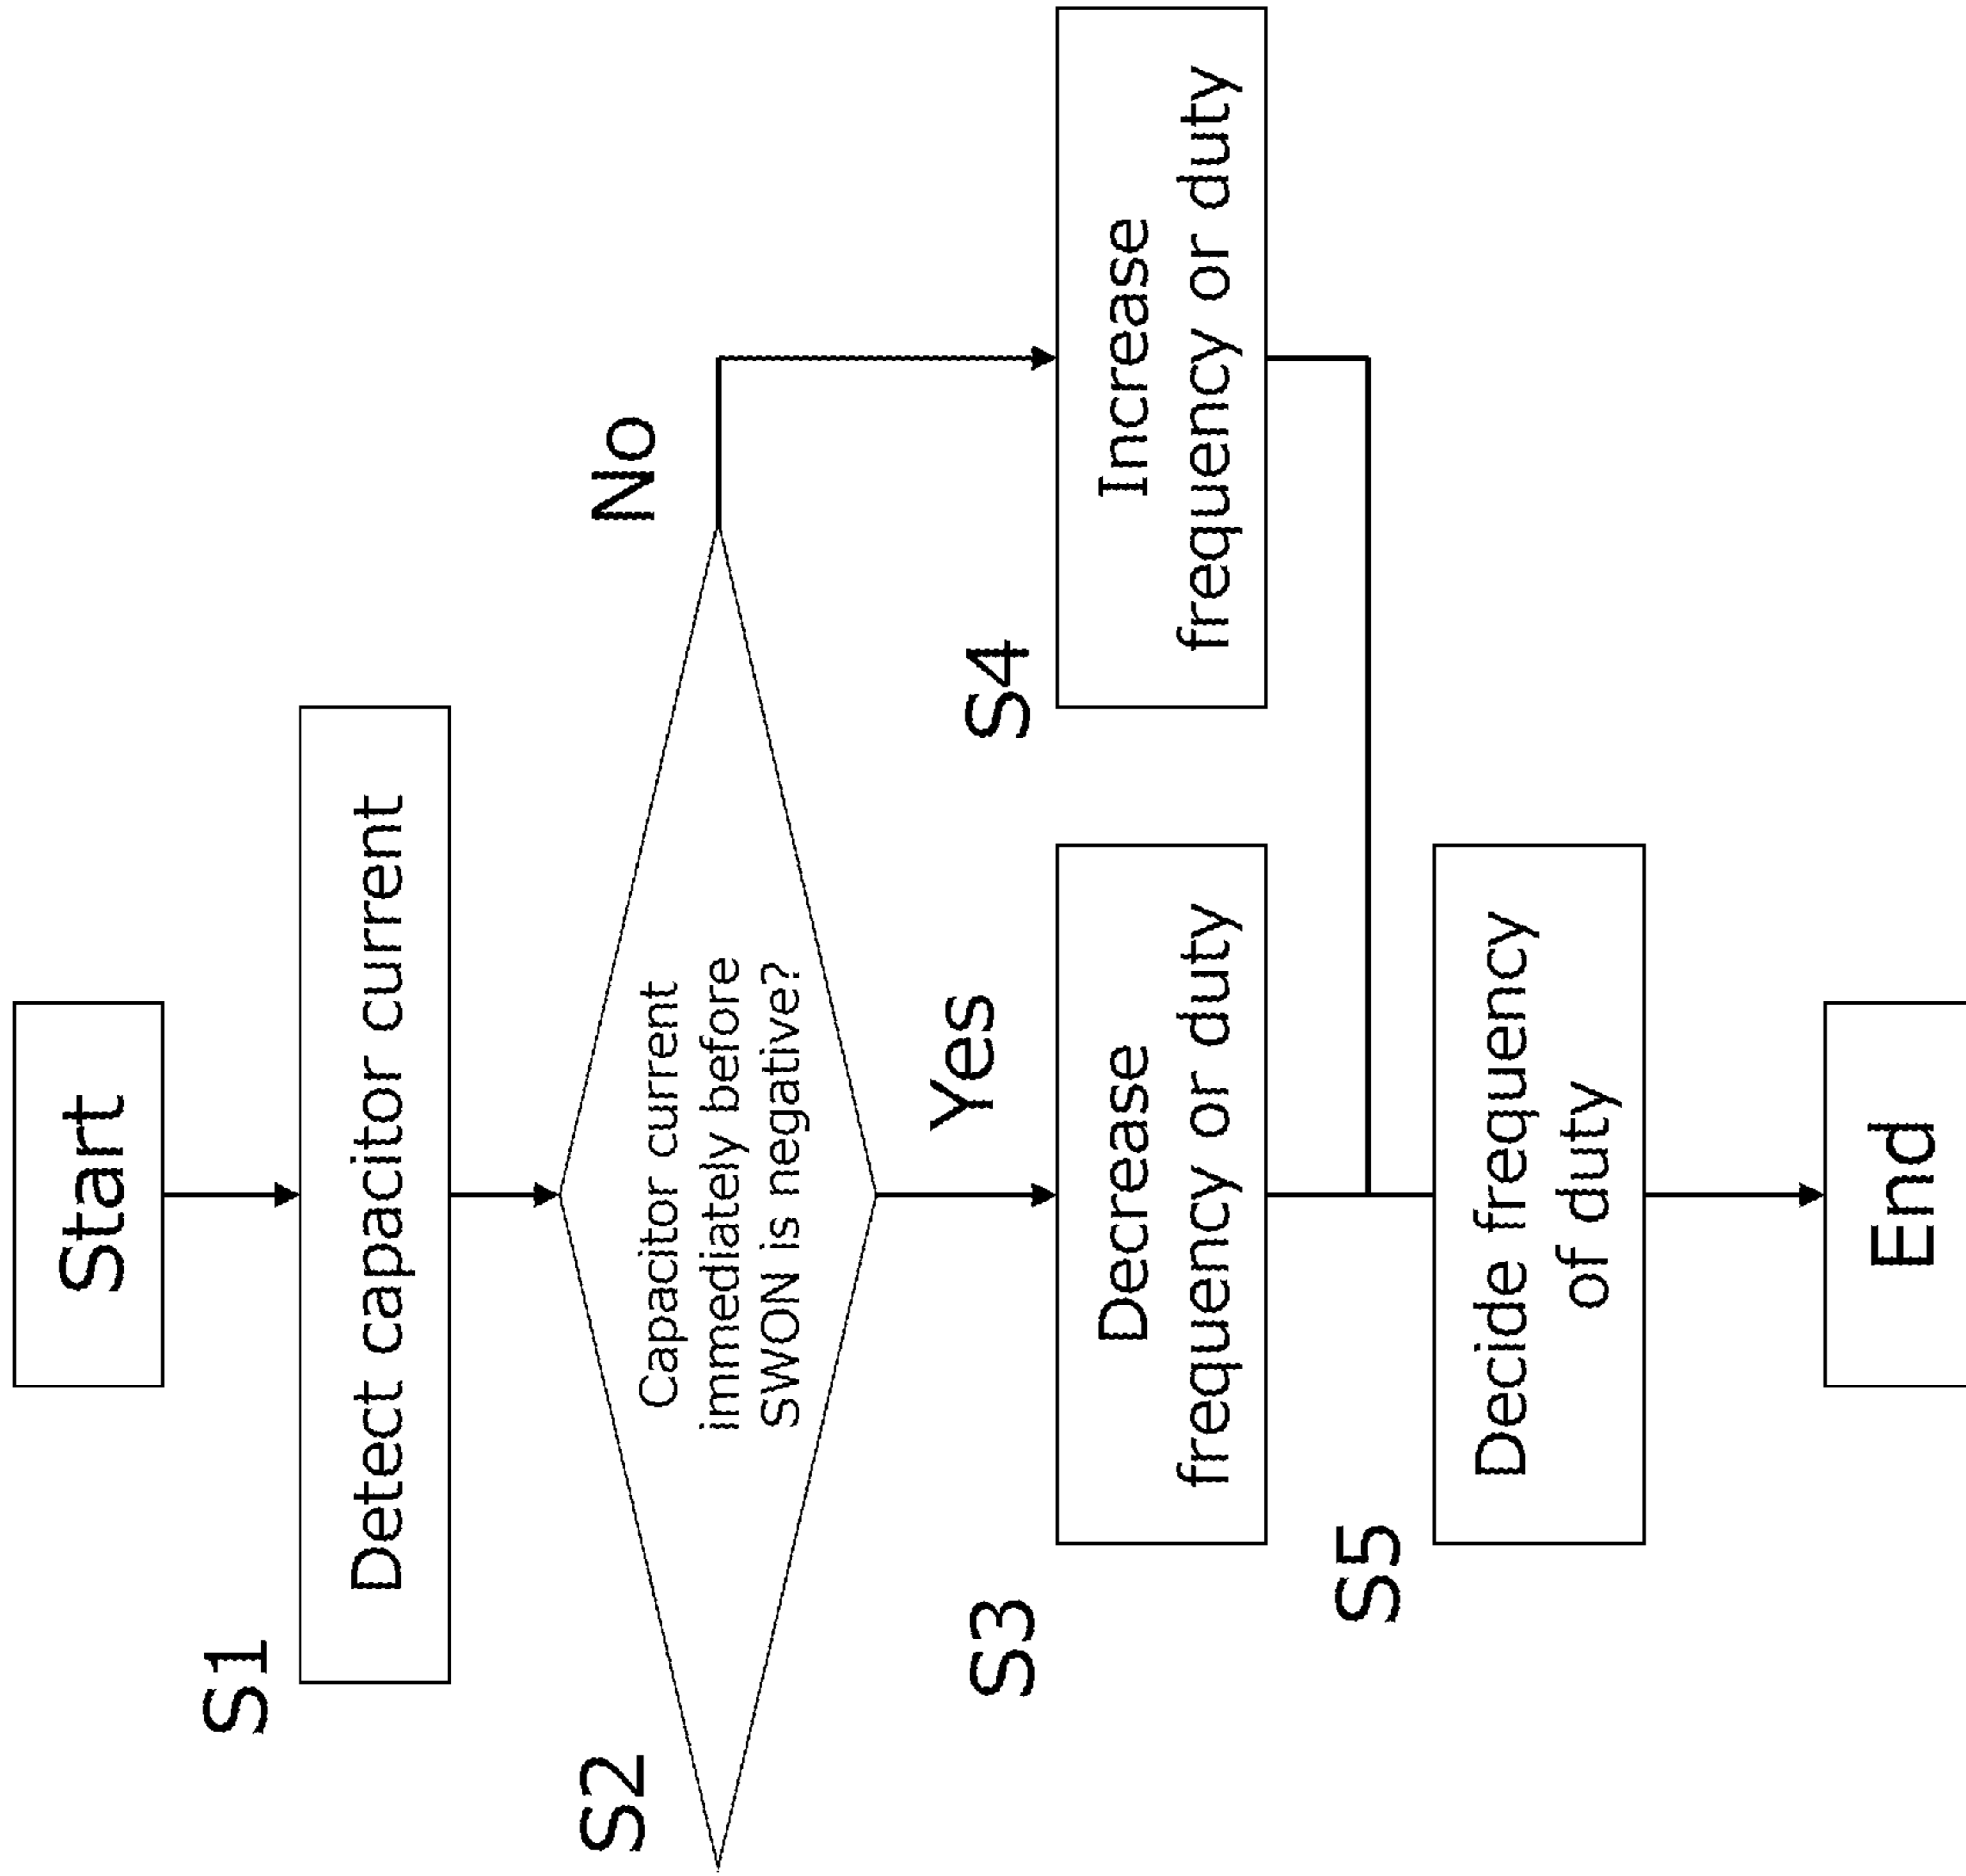 Start
S1
Detect capacitor current
S2
Capacitor current
immediately before
SWON is negative?
No
Yes
S3
Decrease
frequency or duty
S4
Increase
frequency or duty
S5
Decide frequency
of duty
End